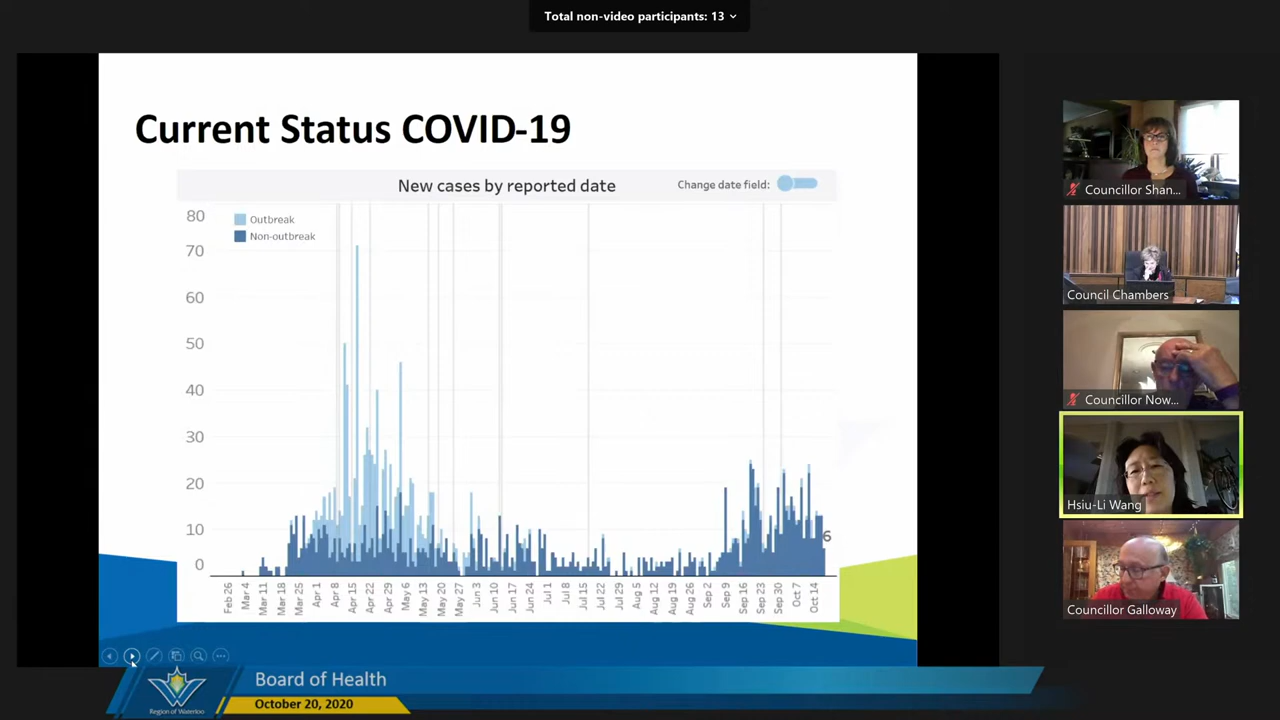 Total non-video participants: 13
Current Status COVID-19
New cases by reported date
Change date field:
Outbreak
Non-outbreak
80
70
60
50
40
30
20
10
0
6
Feb 26
Mar 4
Mar 11
Mar 18
Mar 25
Apr 1
Apr 8
Apr 15
Apr 22
Apr 29
May 6
May 13
May 20
May 27
Jun 3
Jun 10
Jun 17
Jun 24
Jul 1
Jul 8
Jul 15
Jul 22
Jul 29
Aug 5
Aug 12
Aug 19
Aug 26
Sep 2
Sep 9
Sep 16
Sep 23
Sep 30
Oct 7
Oct 14
Councillor Shan...
Council Chambers
Councillor Now...
Hsiu-Li Wang
Councillor Galloway
Board of Health
October 20, 2020
Region of Waterloo